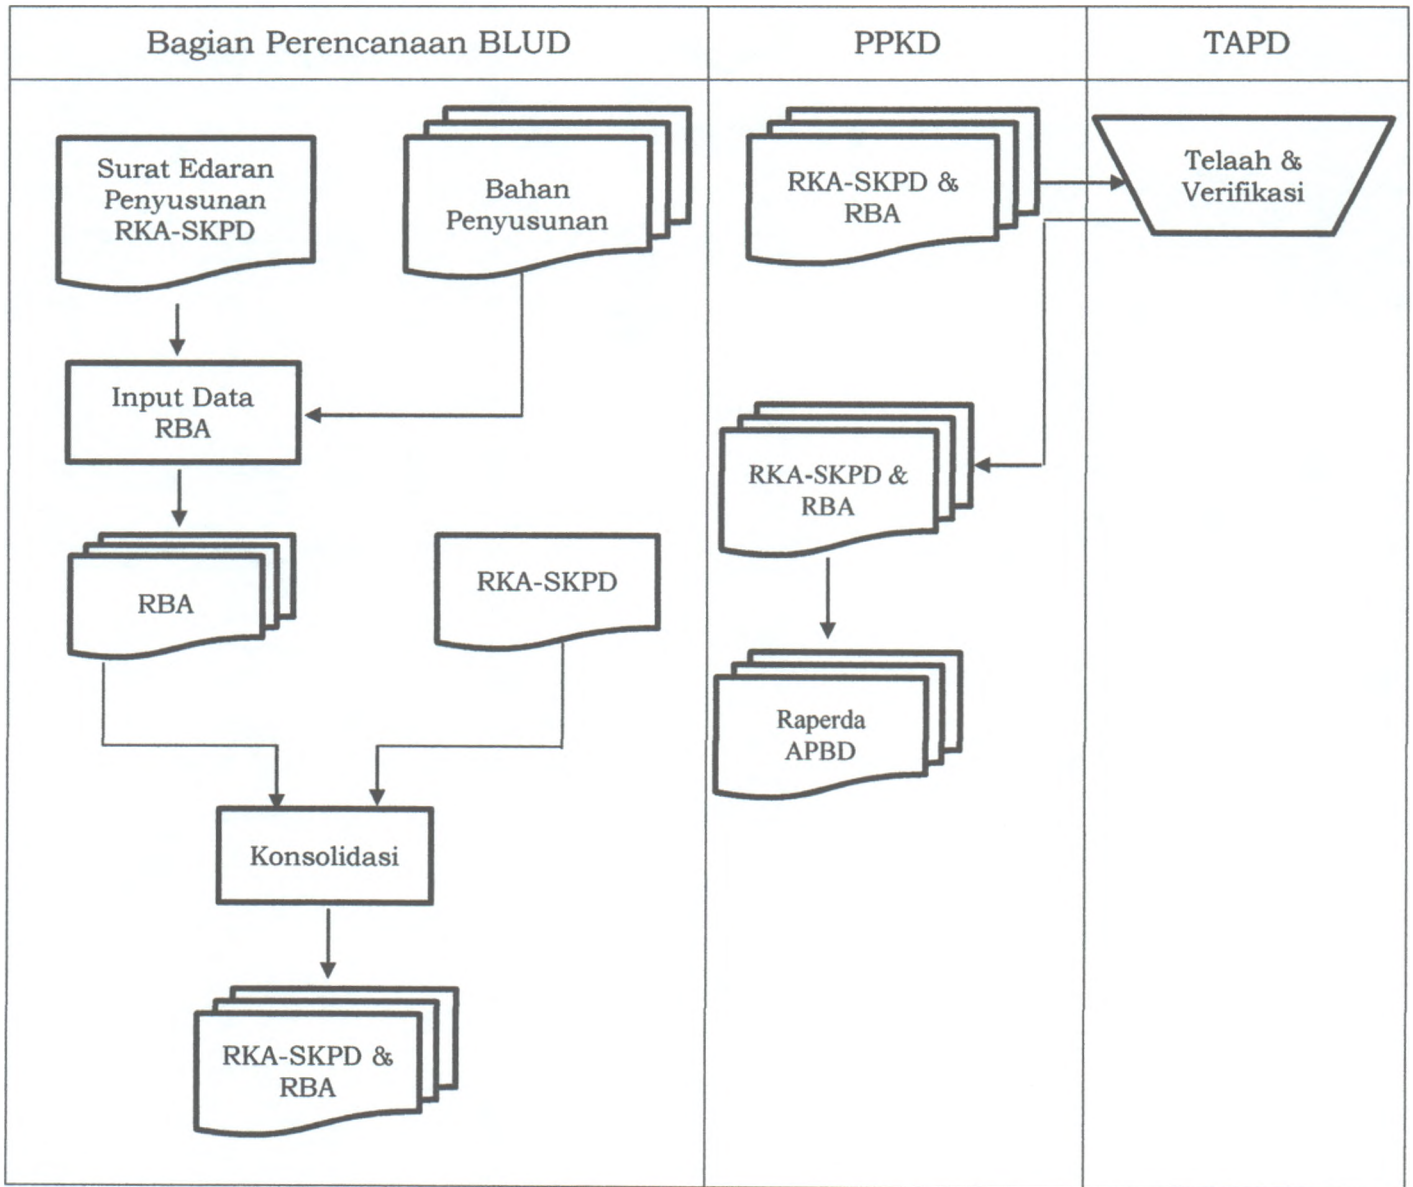 Bagian Perencanaan BLUD
PPKD
TAPD
Surat Edaran
Penyusunan
RKA-SKPD
Bahan
Penyusunan
Input Data
RBA
RBA
RKA-SKPD
Konsolidasi
RKA-SKPD &
RBA
RKA-SKPD &
RBA
RKA-SKPD &
RBA
Raperda
APBD
Telaah &
Verifikasi